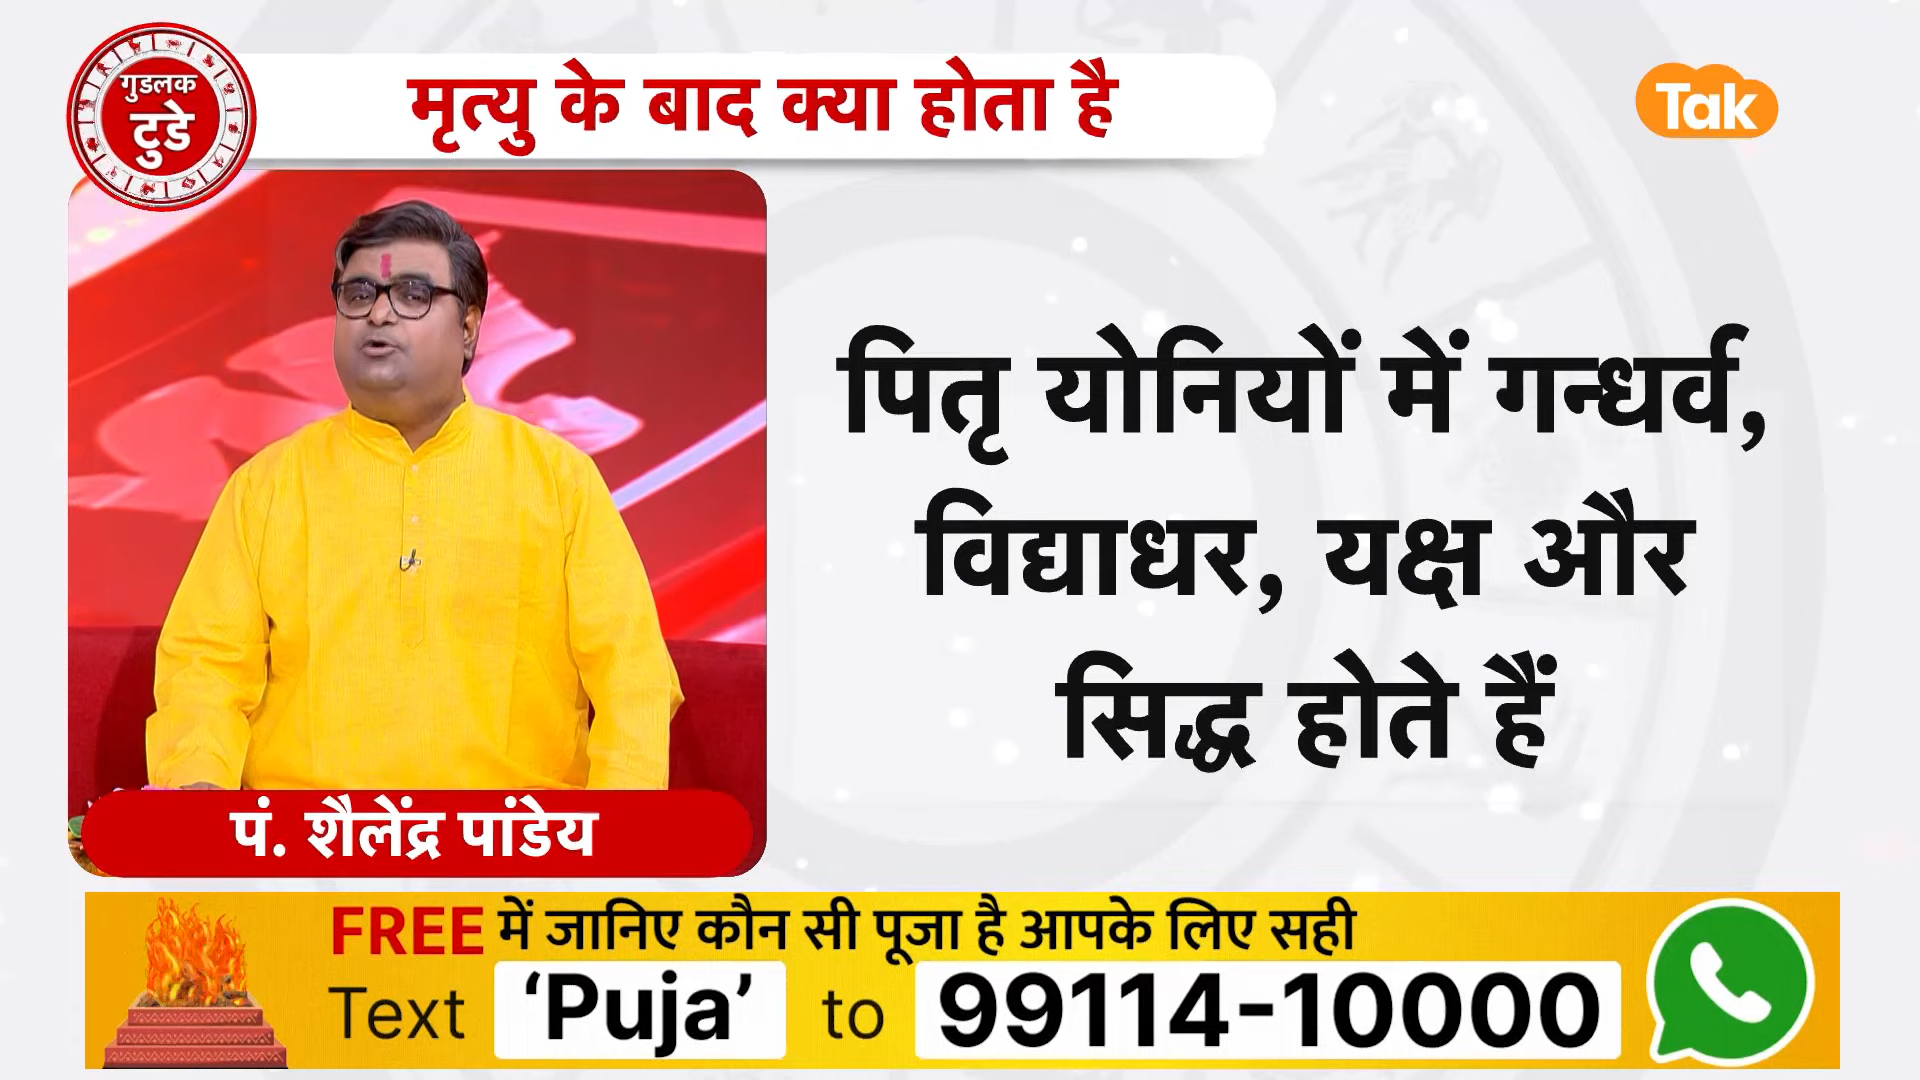 गुडलक
टुडे
मृत्यु के बाद क्या होता है
Tak
पितृ योनियों में गन्धर्व,
विद्याधर, यक्ष और
सिद्ध होते हैं
पं. शैलेंद्र पांडेय
FREE में जानिए कौन सी पूजा है आपके लिए सही
Text ‘Puja’ to 99114-10000